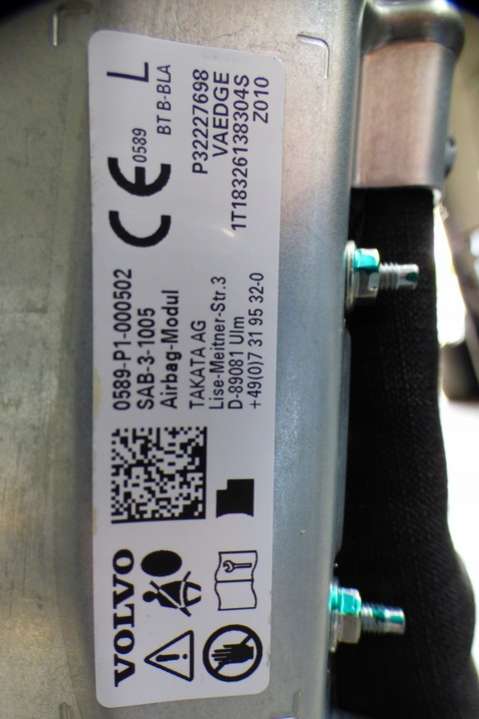 VOLVO
0589-P1-000502
SAB-3-1005
Airbag-Modul
TAKATA AG
Lise-Meitner-Str.3
D-89081 Ulm
+49(0)7 31 95 32-0
CE 0589
L
BT B-BLA
P32227698
VAEDGE
1T18326138304S
Z010